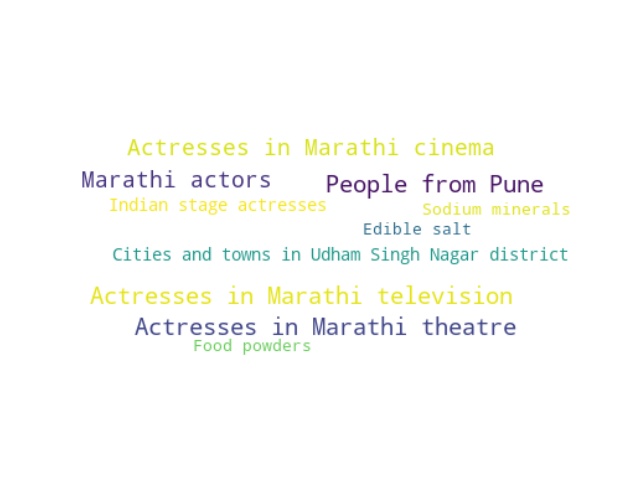 Actresses in Marathi cinema
Marathi actors
People from Pune
Indian stage actresses
Sodium minerals
Edible salt
Cities and towns in Udham Singh Nagar district
Actresses in Marathi television
Actresses in Marathi theatre
Food powders